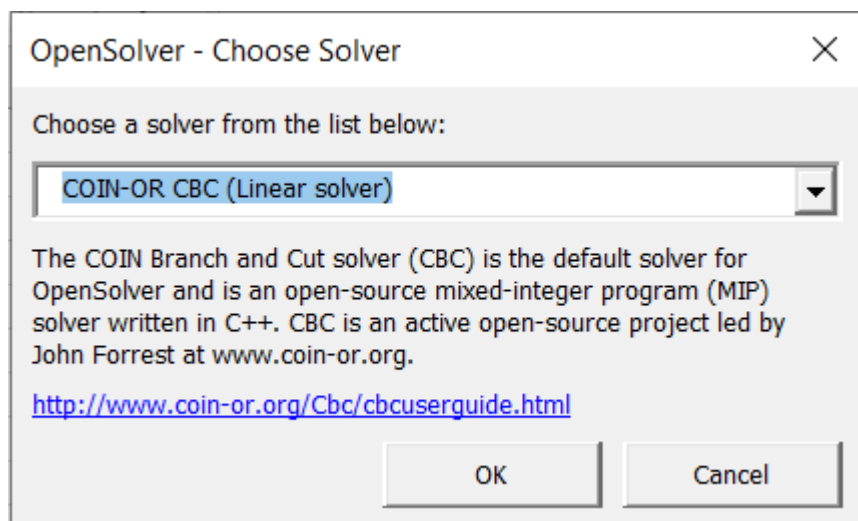 OpenSolver - Choose Solver
Choose a solver from the list below:
COIN-OR CBC (Linear solver)
The COIN Branch and Cut solver (CBC) is the default solver for
OpenSolver and is an open-source mixed-integer program (MIP)
solver written in C++. CBC is an active open-source project led by
John Forrest at www.coin-or.org.
http://www.coin-or.org/Cbc/cbcuserguide.html
OK
Cancel